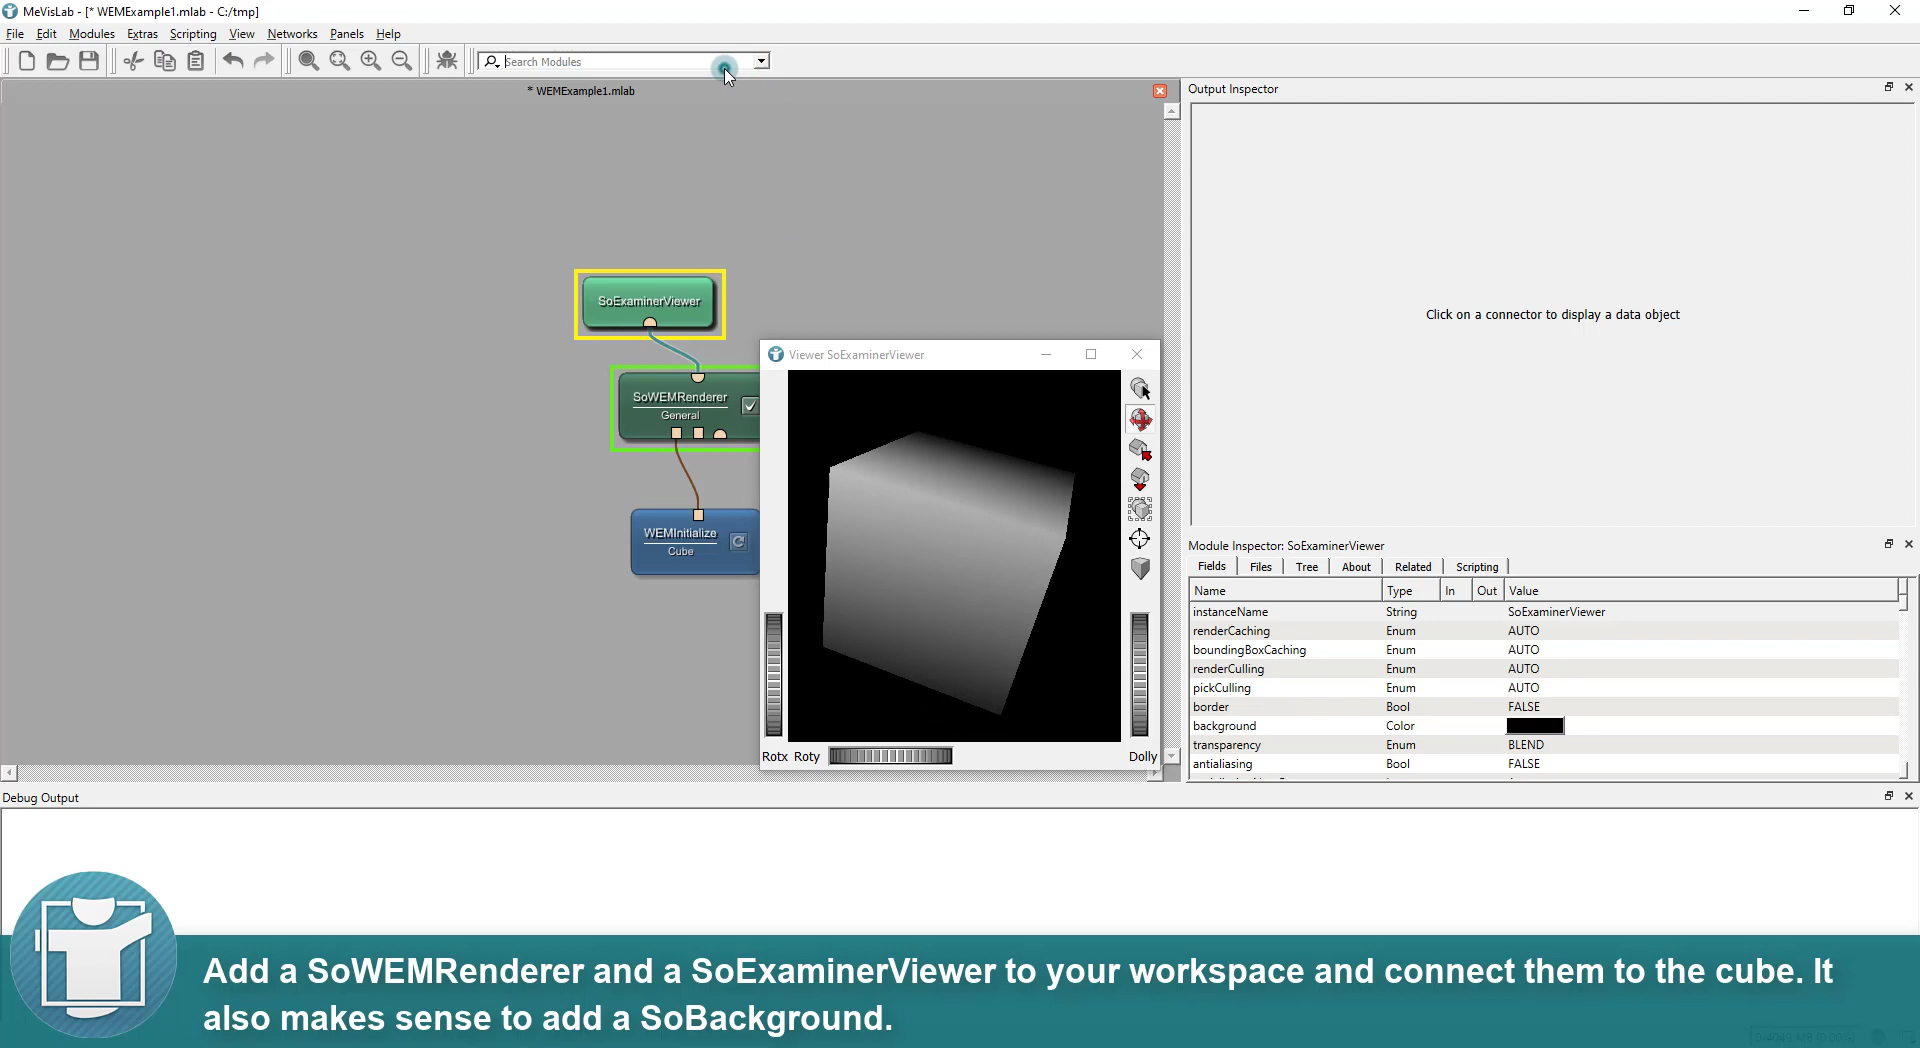 MeVisLab - [* WEMExample1.mlab - C:/tmp]
File Edit Modules Extras Scripting View Networks Panels Help
Search Modules
* WEMExample1.mlab
Output Inspector
SoExaminerViewer
Click on a connector to display a data object
Viewer SoExaminerViewer
SoWEMRenderer
General
WEMInitialize
Cube
Rotx Roty Dolly
Module Inspector: SoExaminerViewer
Fields Files Tree About Related Scripting
Name Type In Out Value
instanceName String SoExaminerViewer
renderCaching Enum AUTO
boundingBoxCaching Enum AUTO
renderCulling Enum AUTO
pickCulling Enum AUTO
border Bool FALSE
background Color
transparency Enum BLEND
antialiasing Bool FALSE
Debug Output
Add a SoWEMRenderer and a SoExaminerViewer to your workspace and connect them to the cube. It
also makes sense to add a SoBackground.